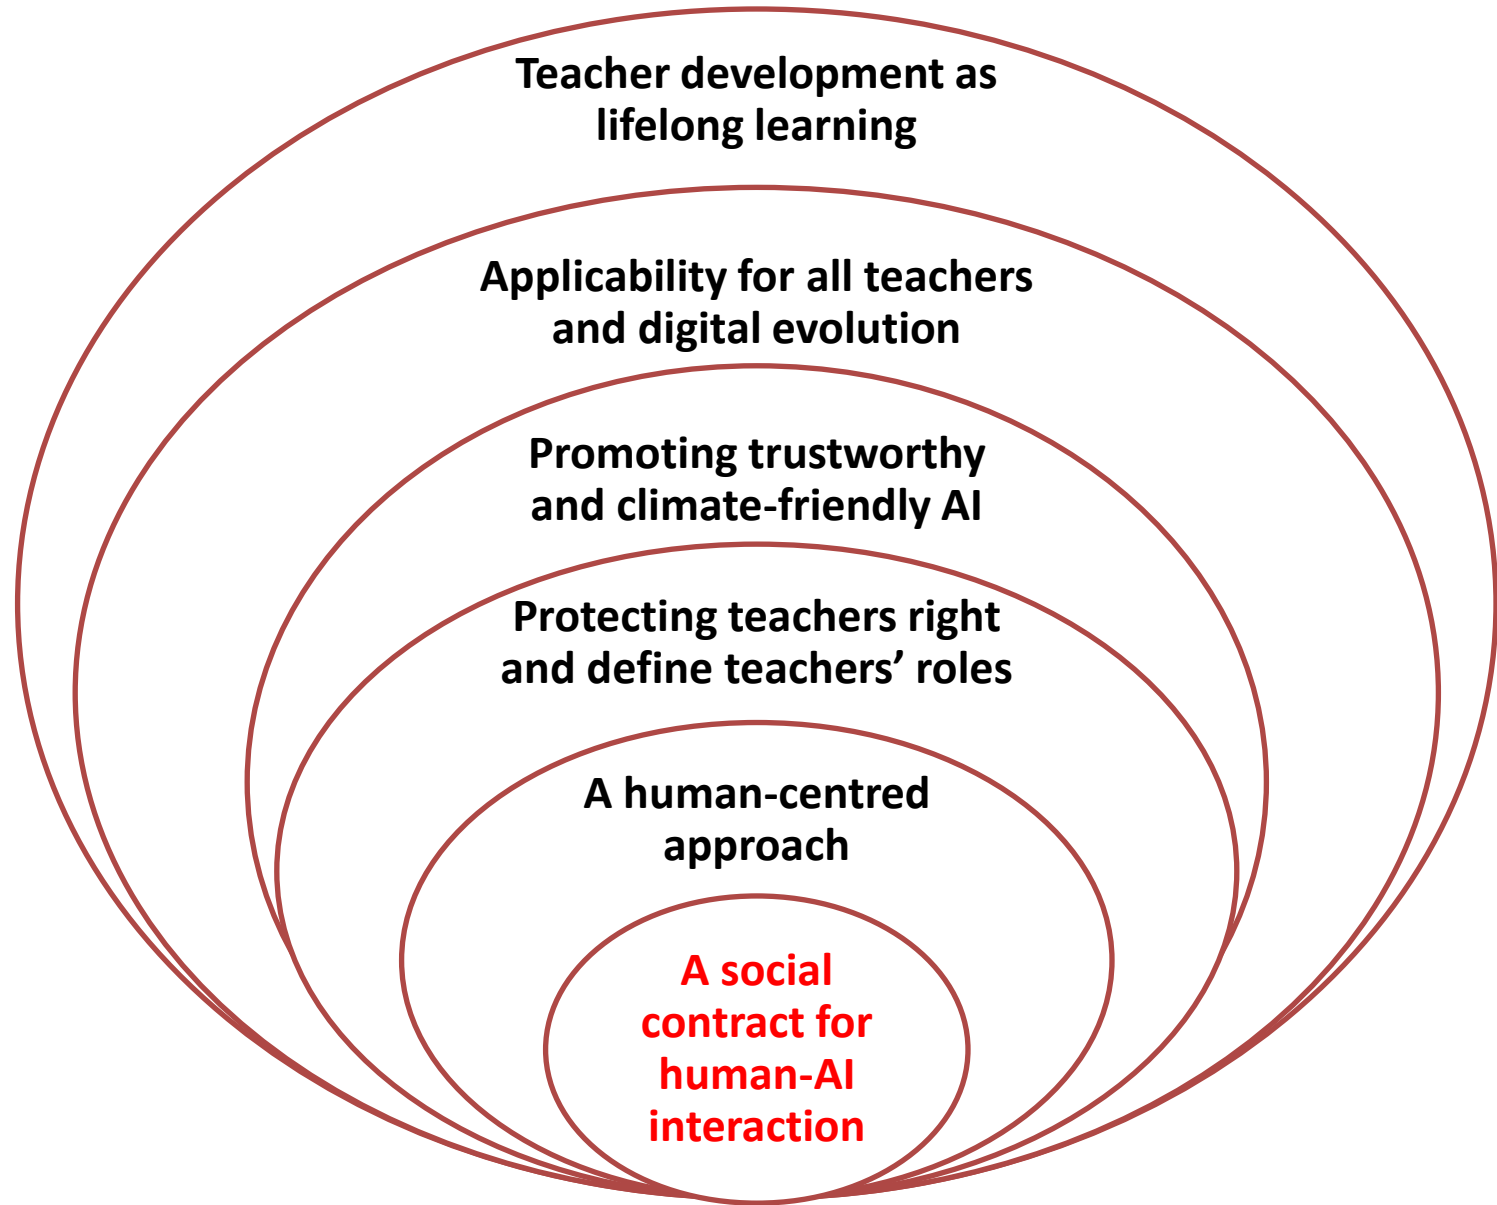 Teacher development as
lifelong learning
Applicability for all teachers
and digital evolution
Promoting trustworthy
and climate-friendly AI
Protecting teachers right
and define teachers’ roles
A human-centred
approach
A social
contract for
human-AI
interaction